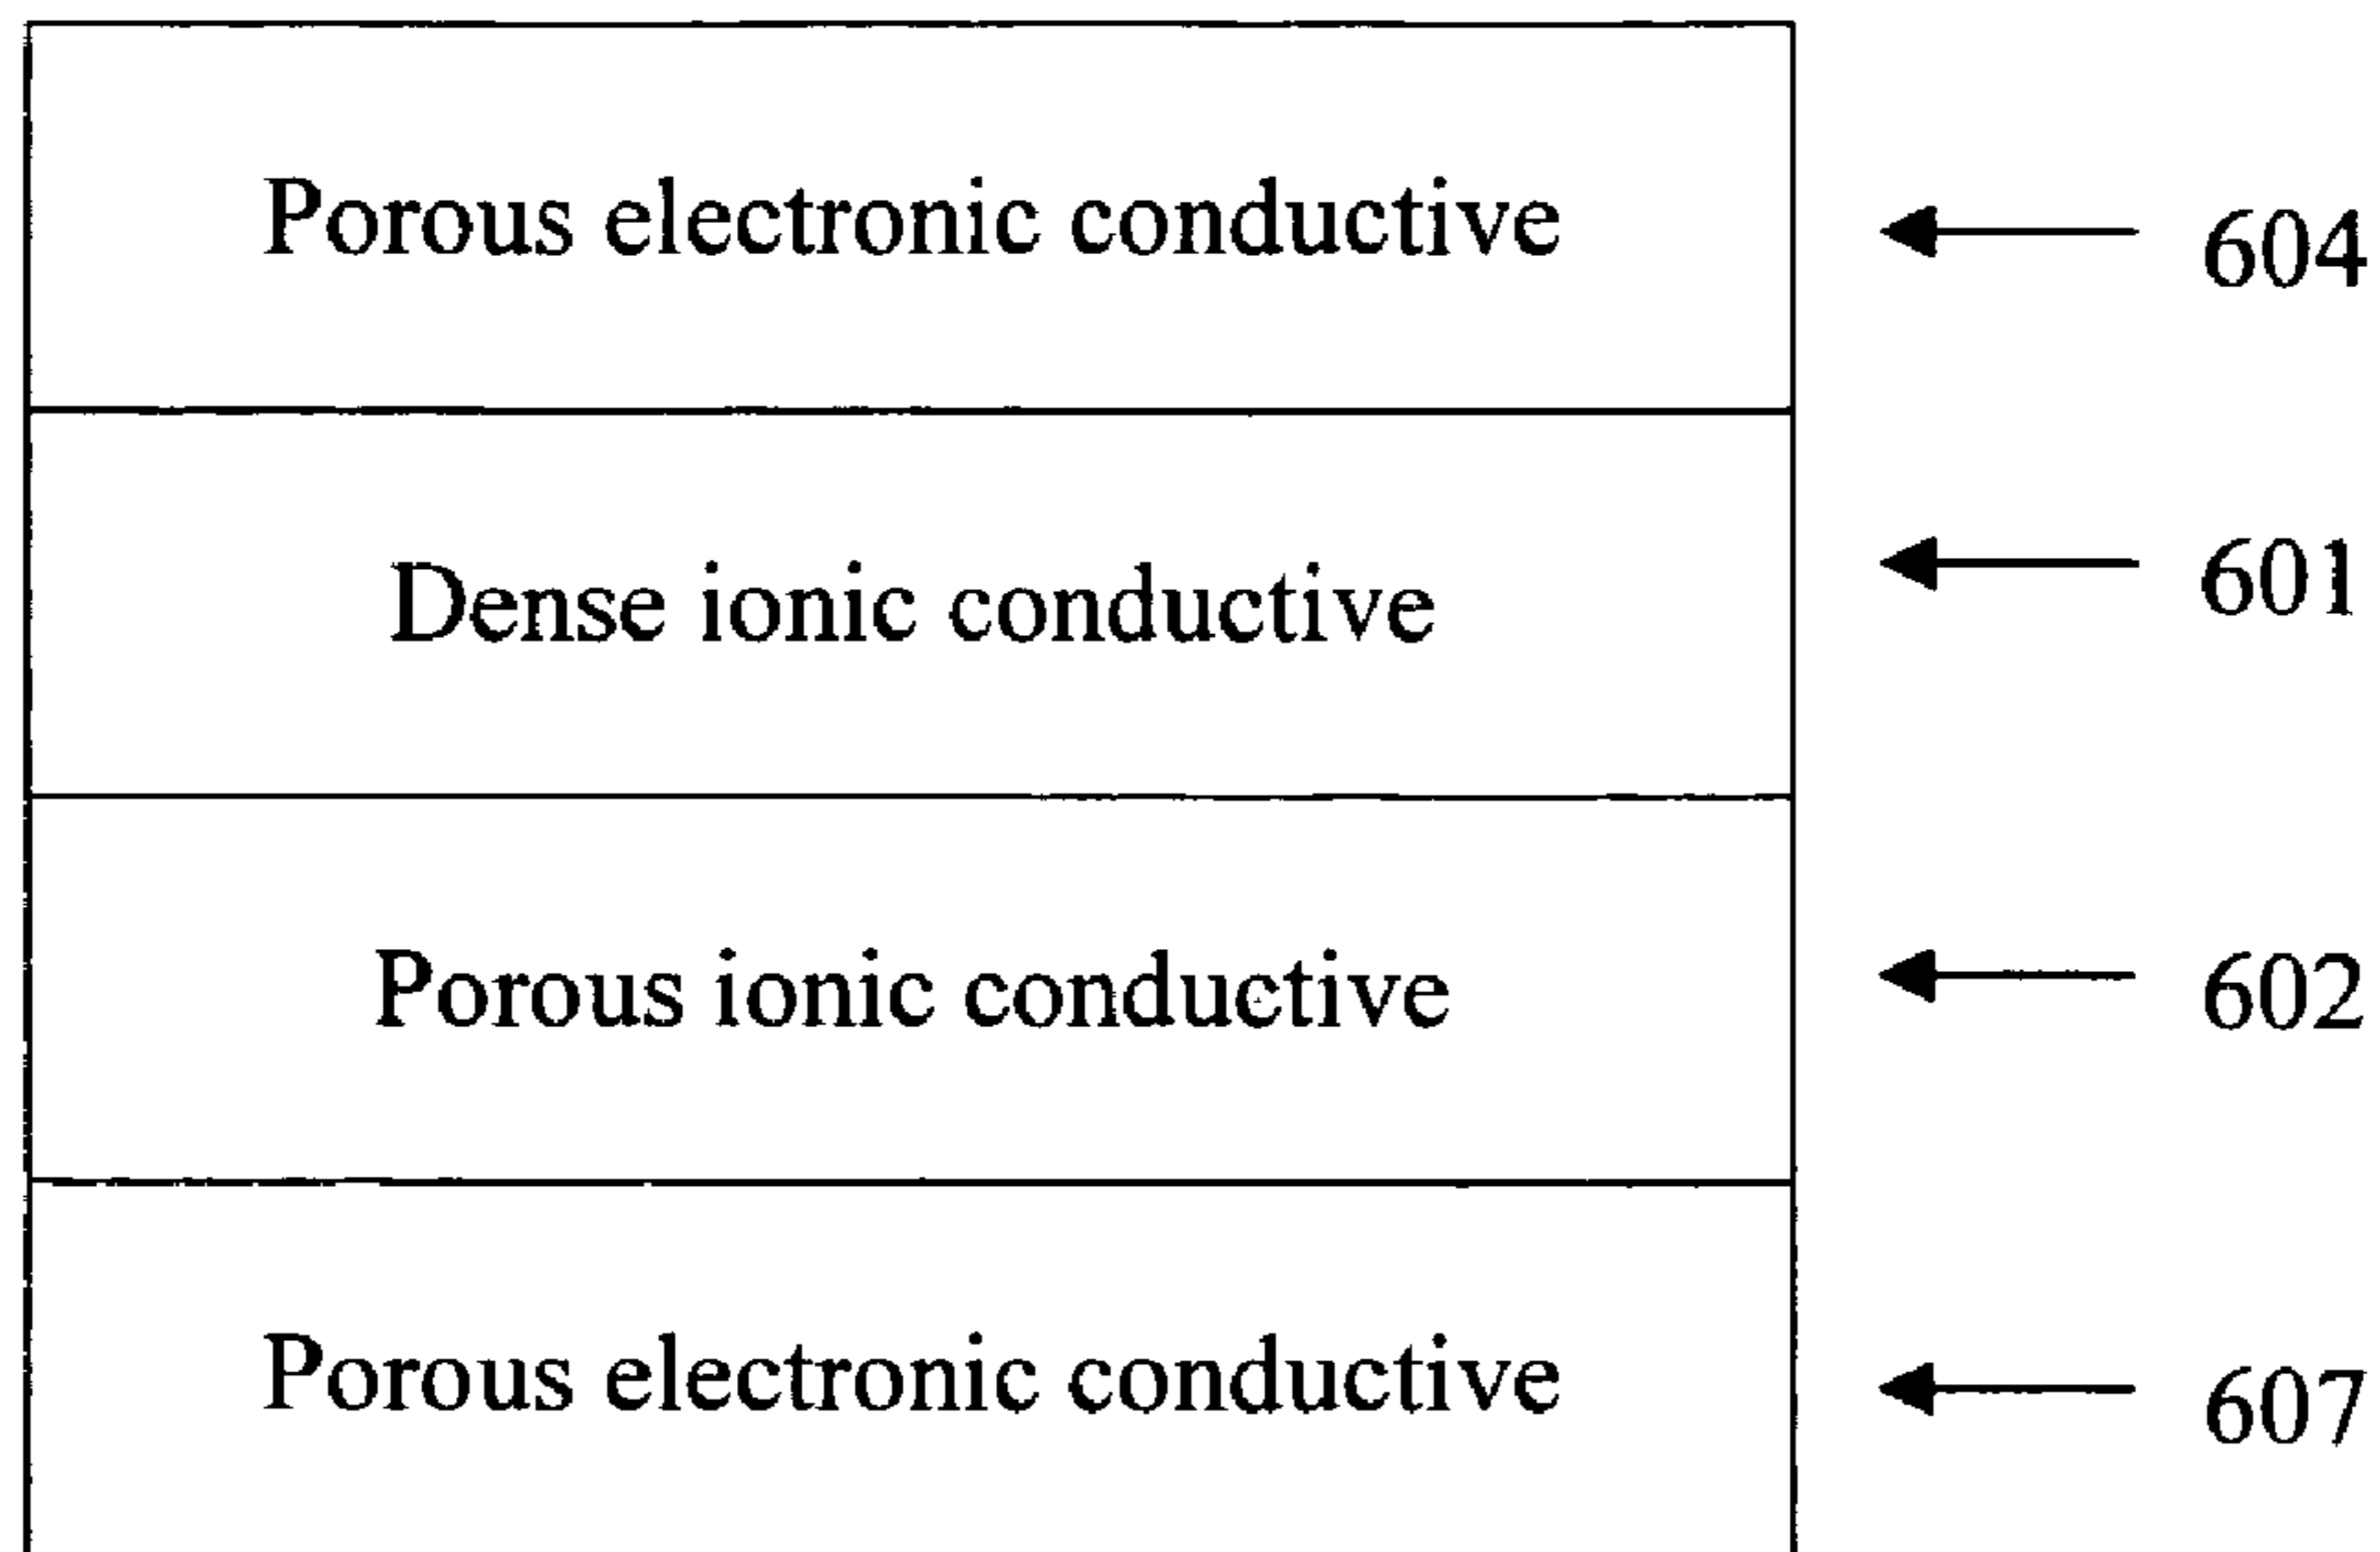 Porous electronic conductive 604
Dense ionic conductive 601
Porous ionic conductive 602
Porous electronic conductive 607